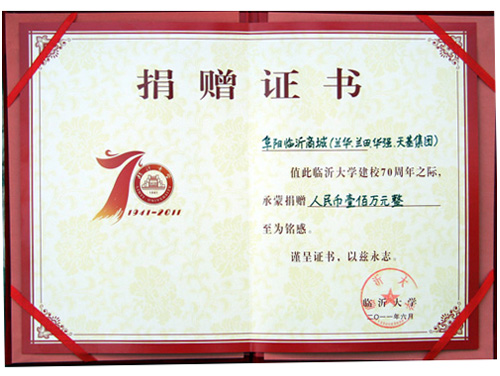 捐赠证书
阜阳临沂商城(兰华、兰田、华强、天基集团)
值此临沂大学建校70周年之际,
承蒙捐赠 人民币壹佰万元整
至为铭感。
谨呈证书,以兹永志。
70
1941-2011
临沂大学
二〇一一年六月